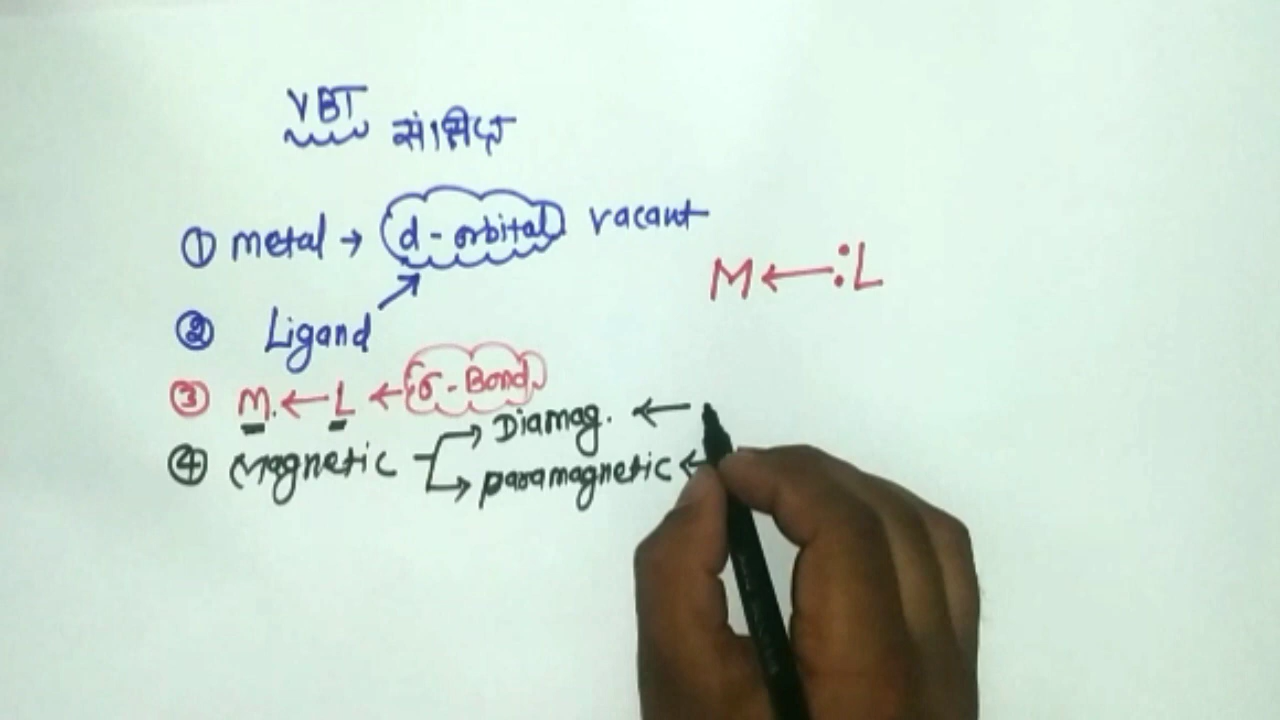 VBT
① metal → d-orbital vacant
M ← :L
② Ligand
③ M. ← L ← σ-Bond
④ Magnetic → Diamag. ←
→ paramagnetic ←